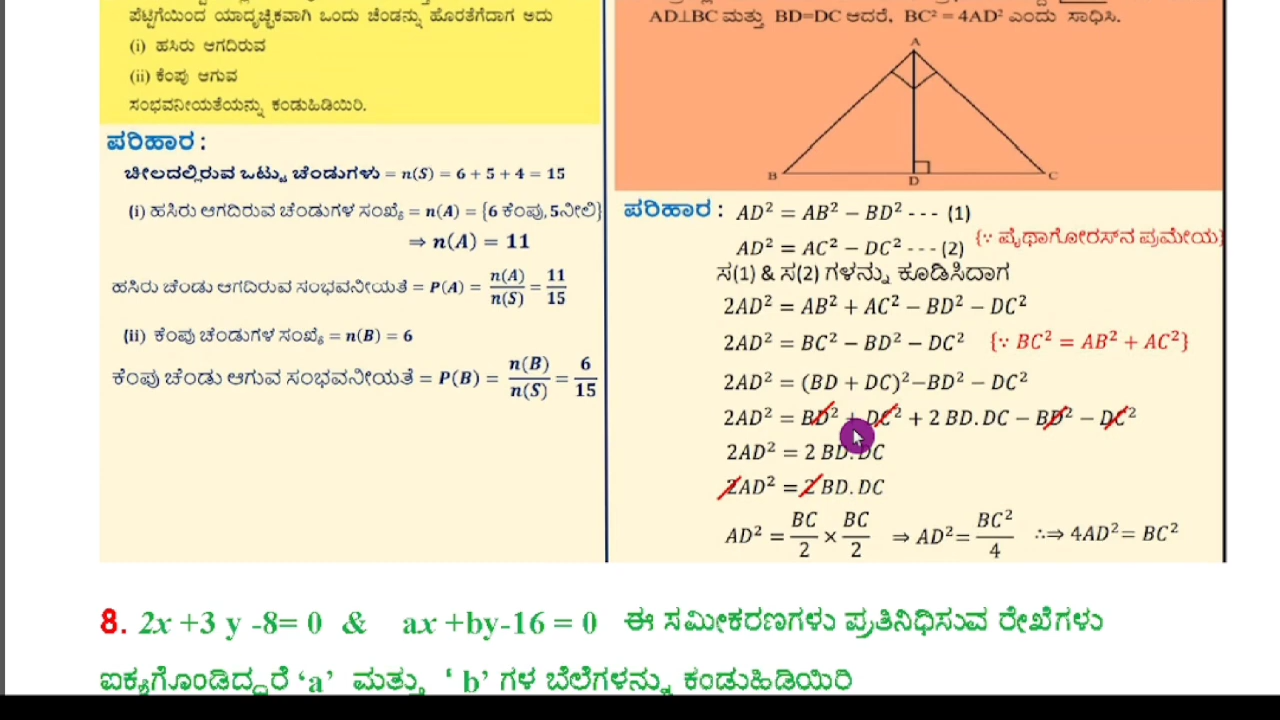 ಪೆಟ್ಟಿಗೆಯಿಂದ ಯಾದೃಚ್ಛಿಕವಾಗಿ ಒಂದು ಚೆಂಡನ್ನು ಹೊರತೆಗೆದಾಗ ಅದು
(i) ಹಸಿರು ಆಗದಿರುವ
(ii) ಕೆಂಪು ಆಗುವ
ಸಂಭವನೀಯತೆಯನ್ನು ಕಂಡುಹಿಡಿಯಿರಿ.
ಪರಿಹಾರ :
ಚೀಲದಲ್ಲಿರುವ ಒಟ್ಟು ಚೆಂಡುಗಳು = n(S) = 6 + 5 + 4 = 15
(i) ಹಸಿರು ಆಗದಿರುವ ಚೆಂಡುಗಳ ಸಂಖ್ಯೆ = n(A) = {6 ಕೆಂಪು, 5ನೀಲಿ}
⇒ n(A) = 11
ಹಸಿರು ಚೆಂಡು ಆಗದಿರುವ ಸಂಭವನೀಯತೆ = P(A) = n(A)/n(S) = 11/15
(ii) ಕೆಂಪು ಚೆಂಡುಗಳ ಸಂಖ್ಯೆ = n(B) = 6
ಕೆಂಪು ಚೆಂಡು ಆಗುವ ಸಂಭವನೀಯತೆ = P(B) = n(B)/n(S) = 6/15
AD⊥BC ಮತ್ತು BD=DC ಆದರೆ, BC² = 4AD² ಎಂದು ಸಾಧಿಸಿ.
A
B D C
ಪರಿಹಾರ : AD² = AB² − BD² - - - (1)
AD² = AC² − DC² - - - (2) {∵ ಪೈಥಾಗೋರಸ್‌ನ ಪ್ರಮೇಯ}
ಸ(1) & ಸ(2) ಗಳನ್ನು ಕೂಡಿಸಿದಾಗ
2AD² = AB² + AC² − BD² − DC²
2AD² = BC² − BD² − DC² {∵ BC² = AB² + AC²}
2AD² = (BD + DC)²−BD² − DC²
2AD² = BD² + DC² + 2 BD. DC − BD² − DC²
2AD² = 2 BD. DC
2AD² = 2 BD. DC
AD² = BC/2 × BC/2 ⇒ AD² = BC²/4 ∴⇒ 4AD² = BC²
8. 2x +3 y -8= 0 & ax +by-16 = 0 ಈ ಸಮೀಕರಣಗಳು ಪ್ರತಿನಿಧಿಸುವ ರೇಖೆಗಳು
ಐಕ್ಯಗೊಂಡಿದ್ದರೆ ‘a’ ಮತ್ತು ‘ b’ ಗಳ ಬೆಲೆಗಳನ್ನು ಕಂಡುಹಿಡಿಯಿರಿ